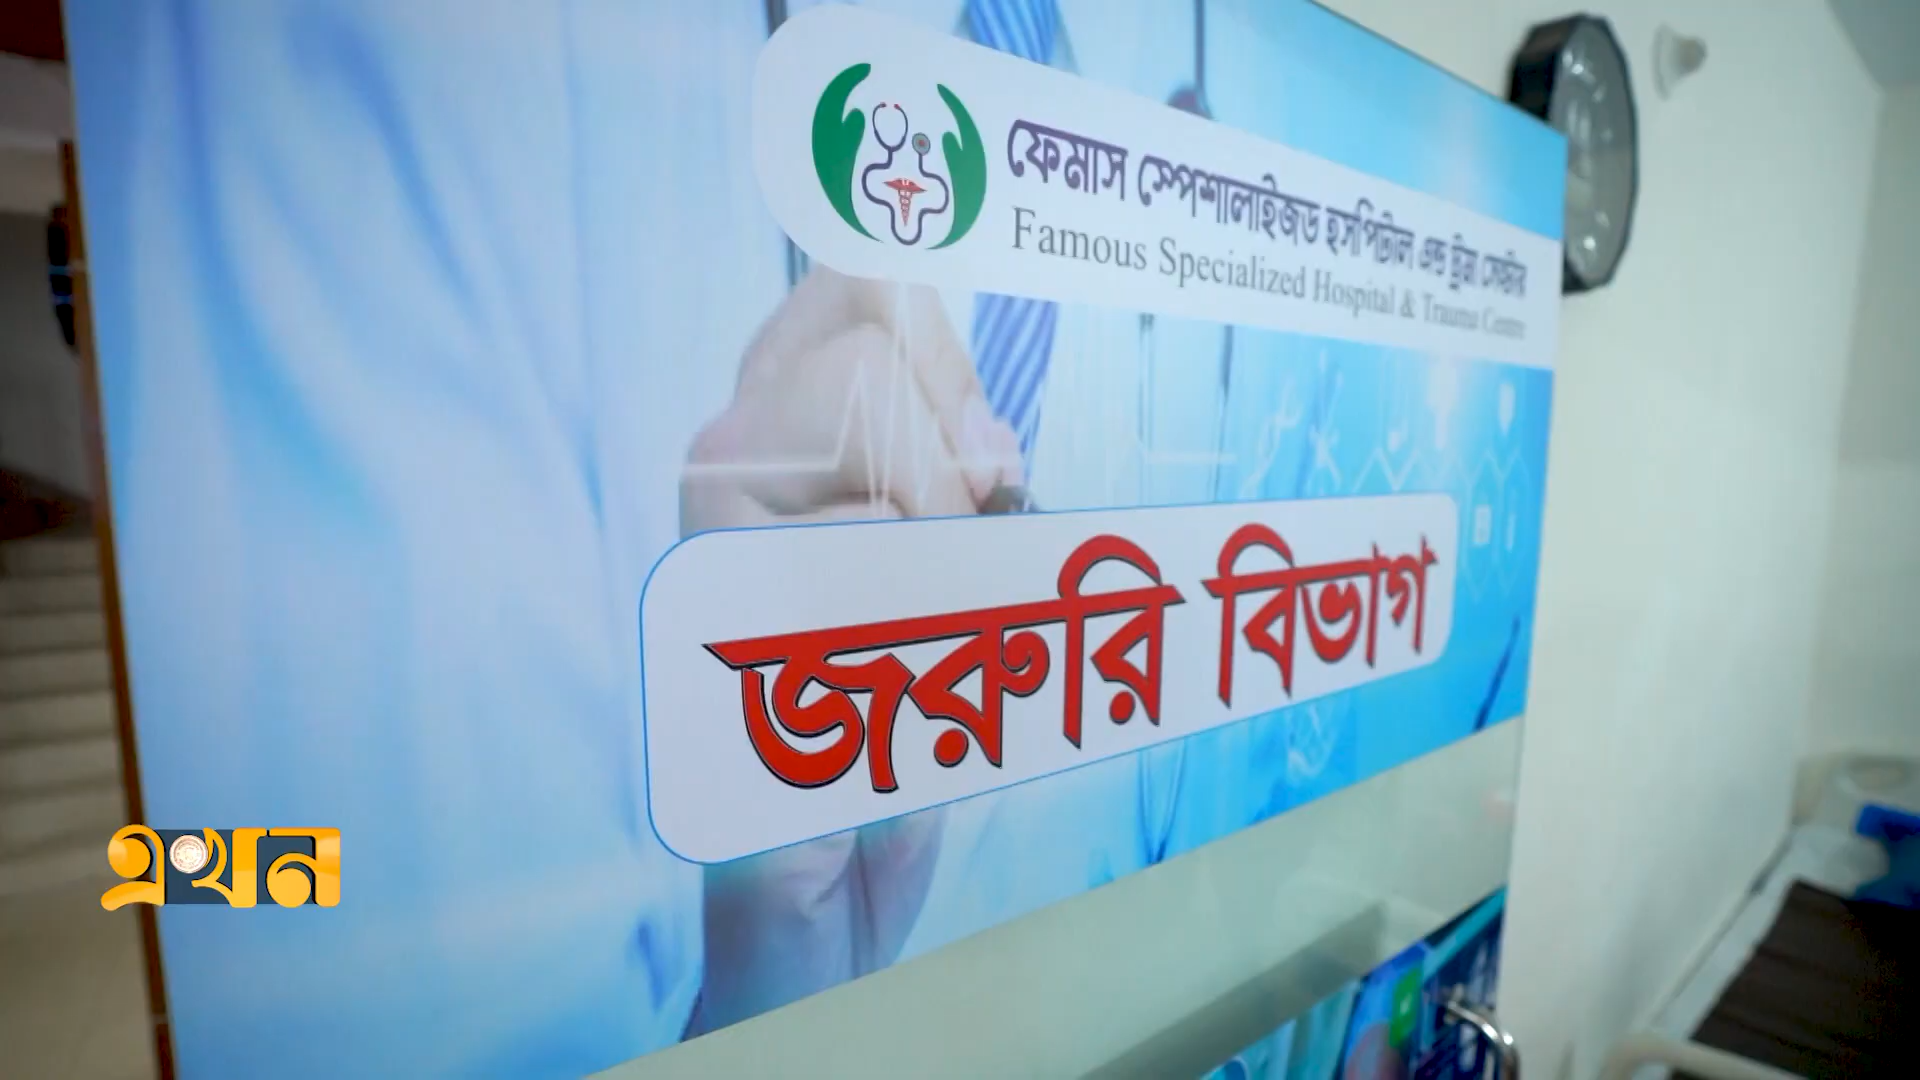 ফেমাস স্পেশালাইজড হসপিটাল এন্ড ট্রমা সেন্টার
Famous Specialized Hospital & Trauma Centre
জরুরি বিভাগ
এখন